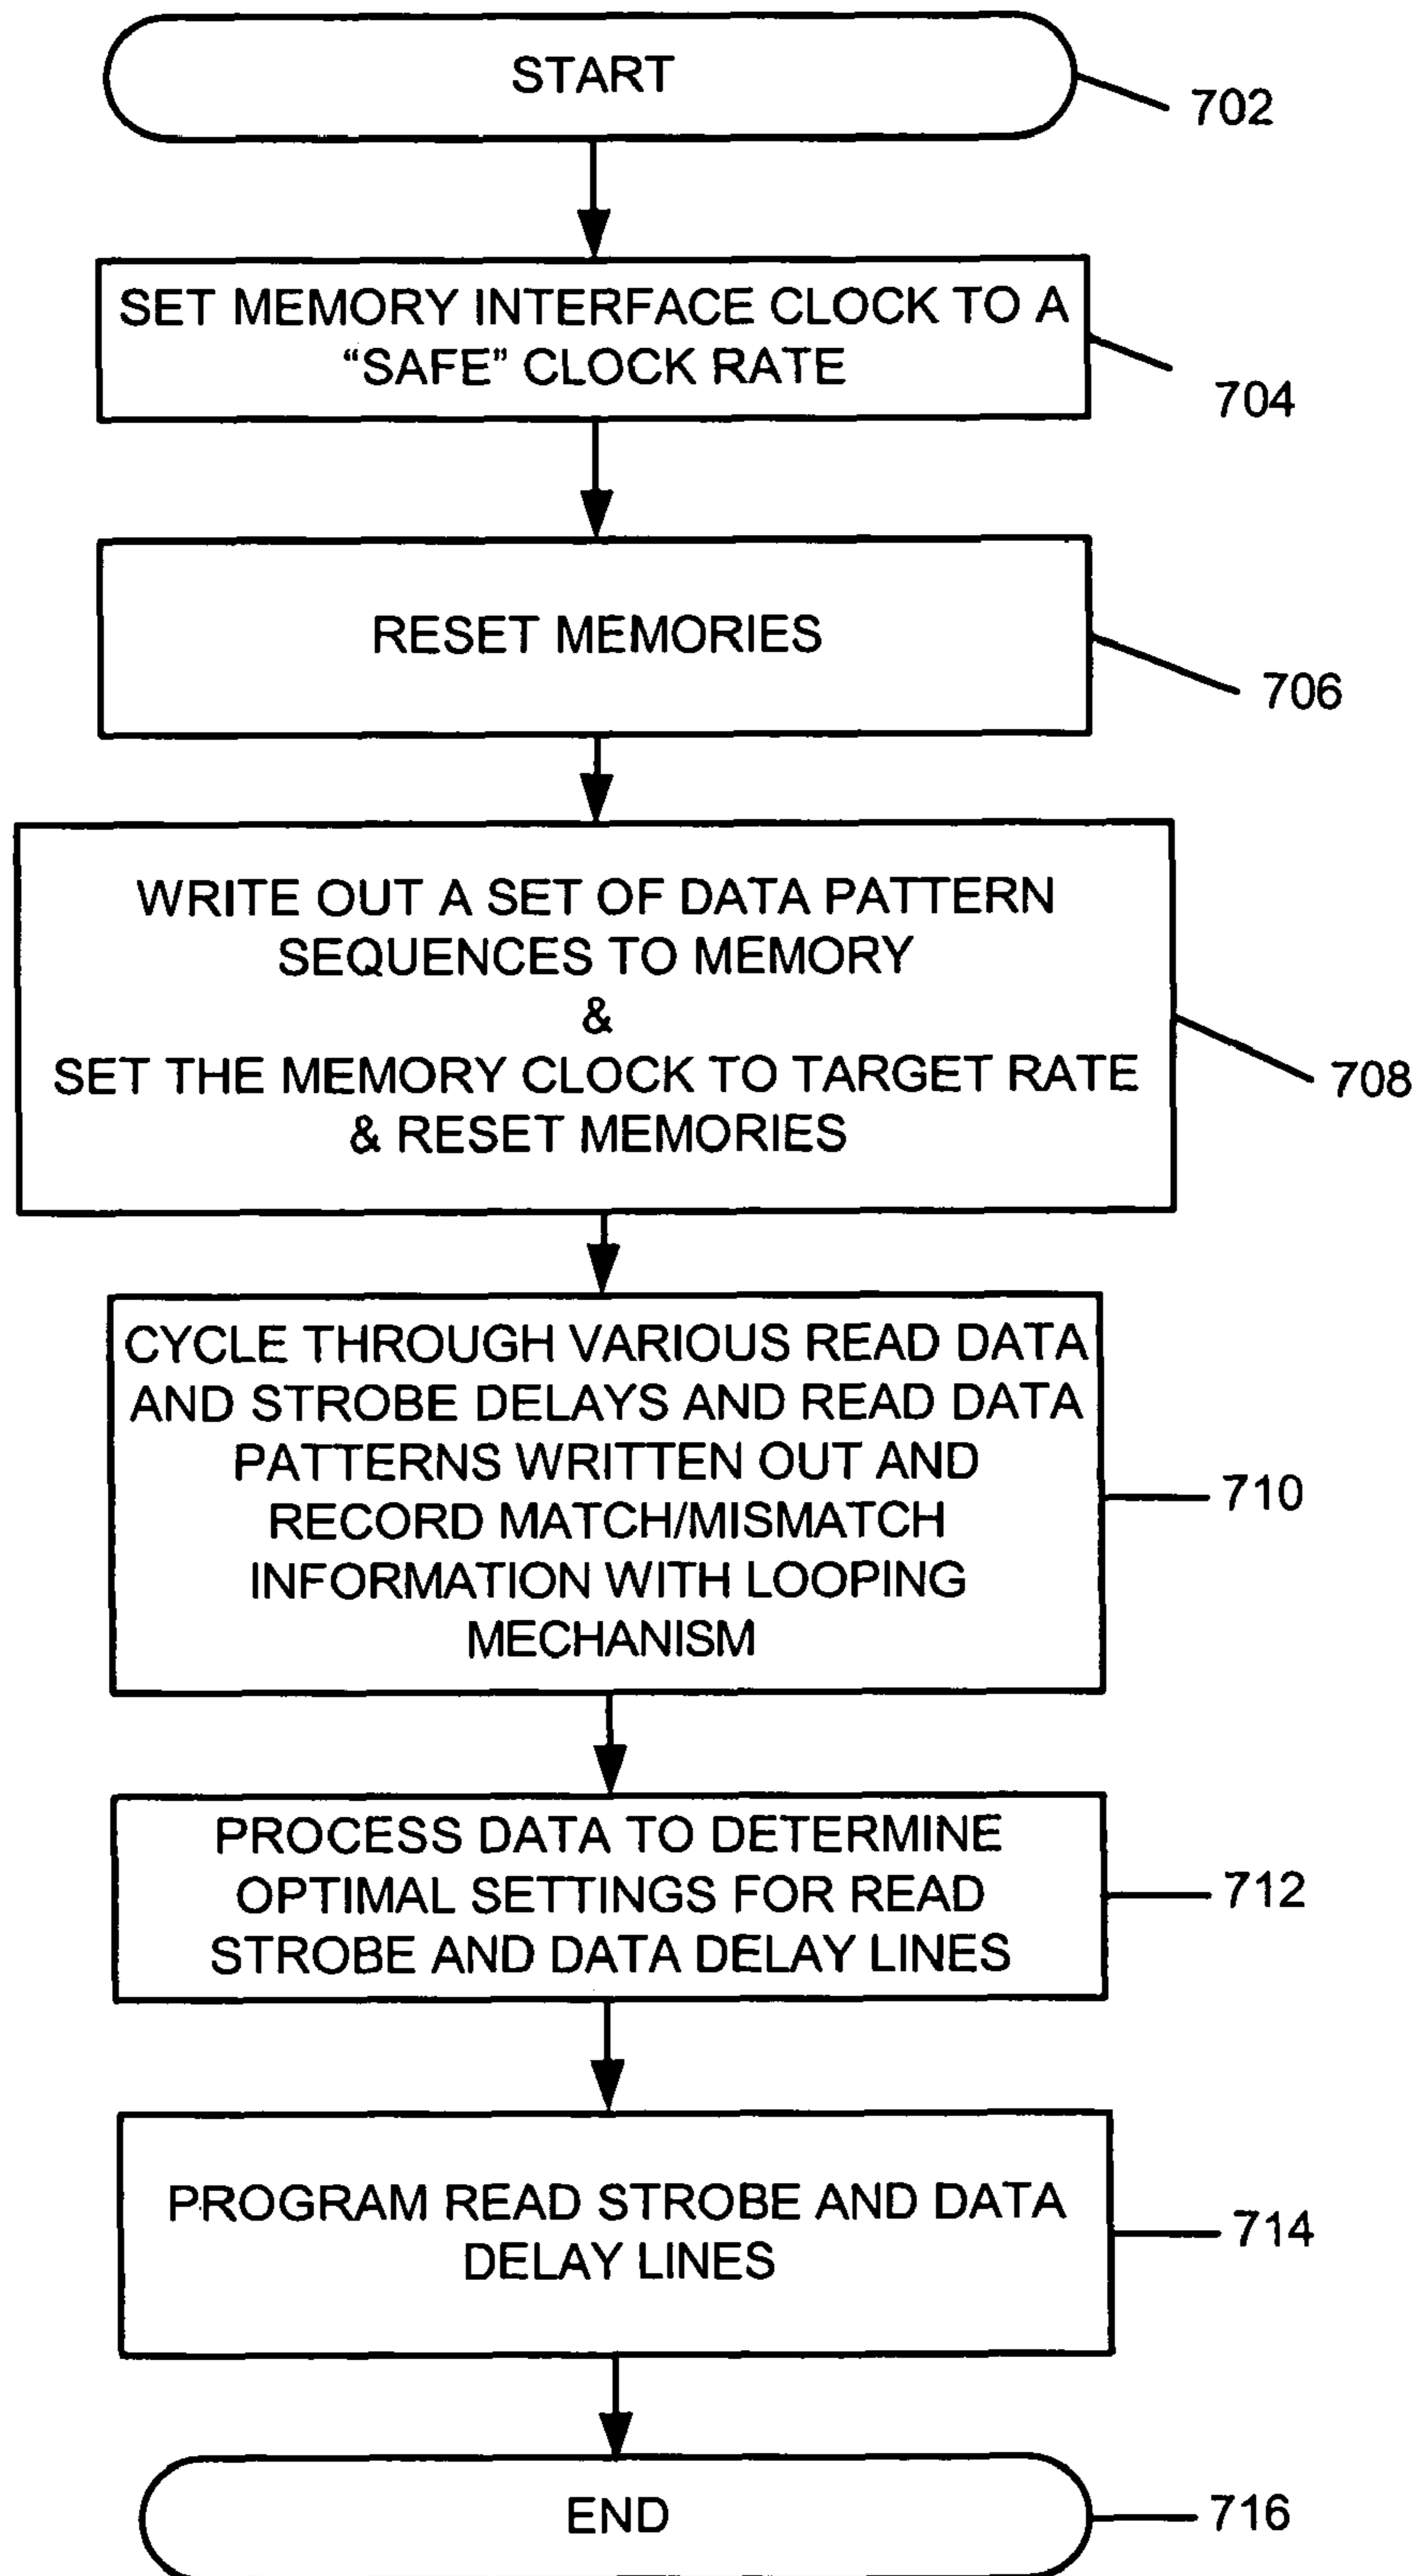 START
702
SET MEMORY INTERFACE CLOCK TO A
“SAFE” CLOCK RATE
704
RESET MEMORIES
706
WRITE OUT A SET OF DATA PATTERN
SEQUENCES TO MEMORY
&
SET THE MEMORY CLOCK TO TARGET RATE
& RESET MEMORIES
708
CYCLE THROUGH VARIOUS READ DATA
AND STROBE DELAYS AND READ DATA
PATTERNS WRITTEN OUT AND
RECORD MATCH/MISMATCH
INFORMATION WITH LOOPING
MECHANISM
710
PROCESS DATA TO DETERMINE
OPTIMAL SETTINGS FOR READ
STROBE AND DATA DELAY LINES
712
PROGRAM READ STROBE AND DATA
DELAY LINES
714
END
716